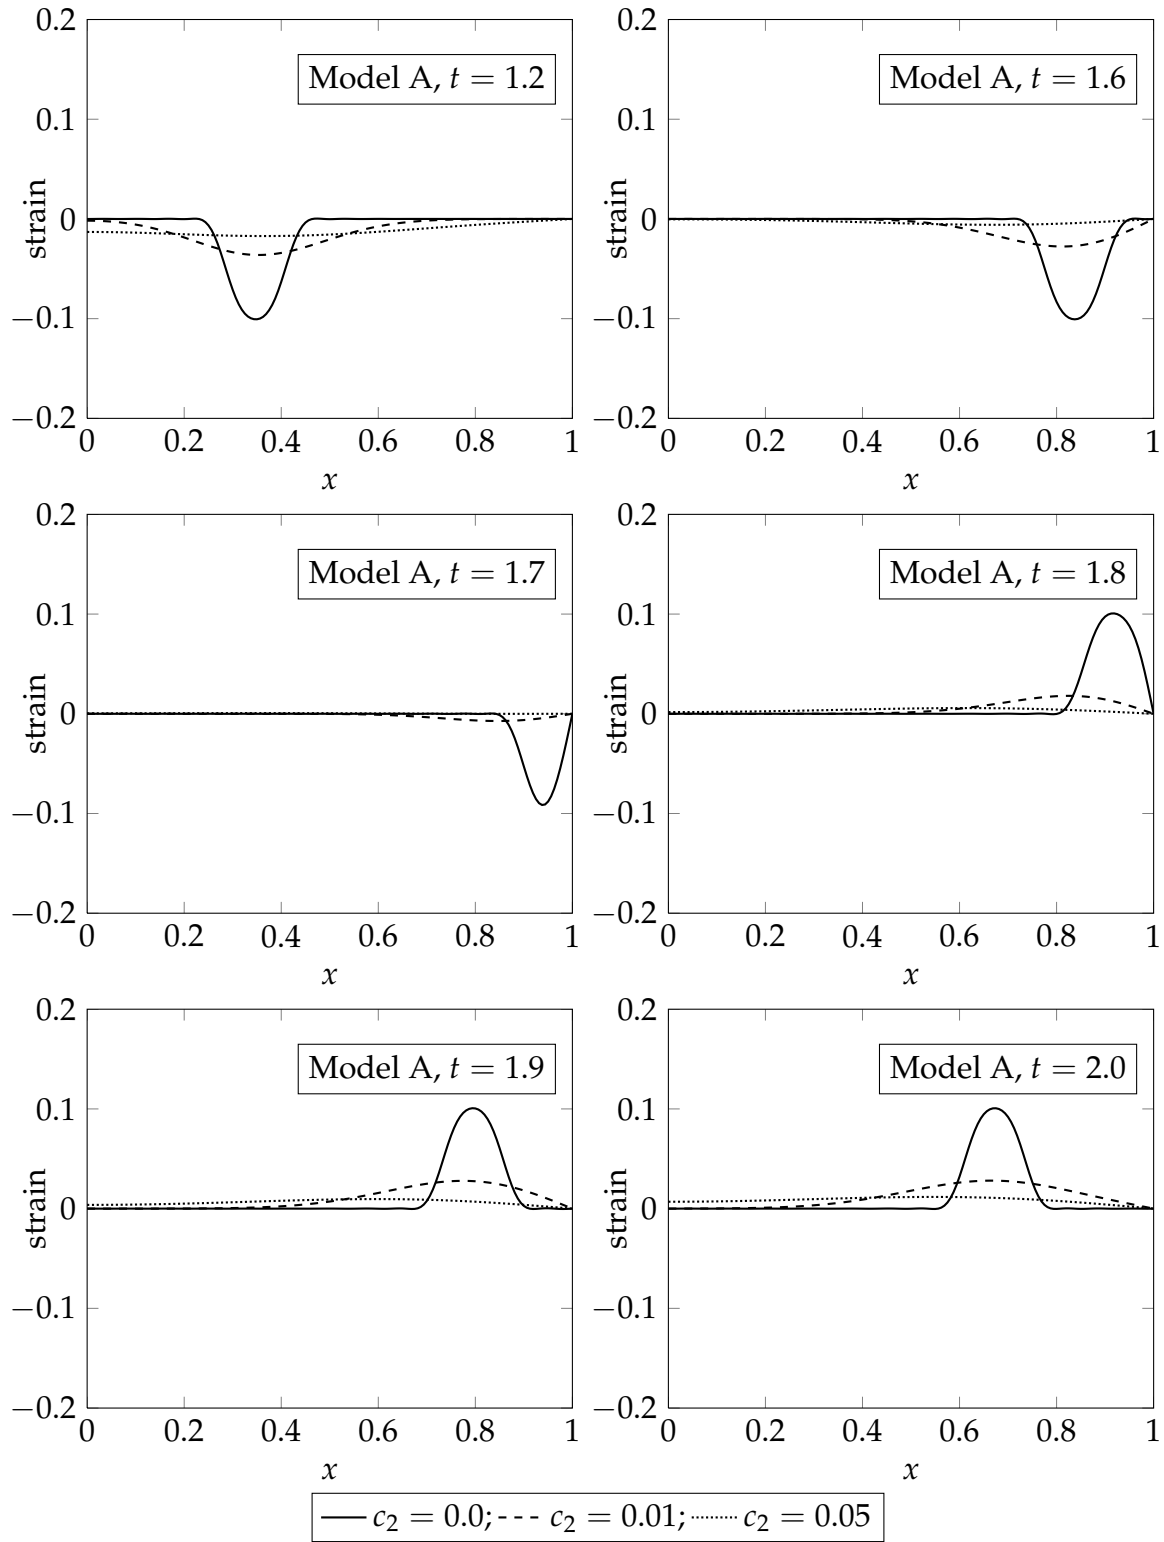 0.2
0.1
0
−0.1
−0.2
strain
Model A, t = 1.2
0 0.2 0.4 0.6 0.8 1
x
0.2
0.1
0
−0.1
−0.2
strain
Model A, t = 1.6
0 0.2 0.4 0.6 0.8 1
x
0.2
0.1
0
−0.1
−0.2
strain
Model A, t = 1.7
0 0.2 0.4 0.6 0.8 1
x
0.2
0.1
0
−0.1
−0.2
strain
Model A, t = 1.8
0 0.2 0.4 0.6 0.8 1
x
0.2
0.1
0
−0.1
−0.2
strain
Model A, t = 1.9
0 0.2 0.4 0.6 0.8 1
x
0.2
0.1
0
−0.1
−0.2
strain
Model A, t = 2.0
0 0.2 0.4 0.6 0.8 1
x
c₂ = 0.0; c₂ = 0.01; c₂ = 0.05